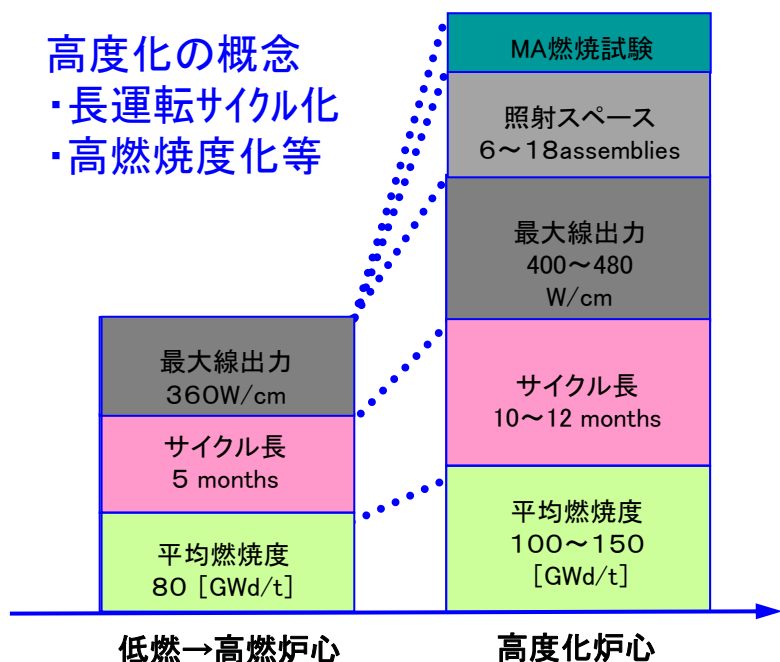 高度化の概念
・長運転サイクル化
・高燃焼度化等
MA燃焼試験
照射スペース
6~18assemblies
最大線出力
400~480
W/cm
サイクル長
10~12 months
平均燃焼度
100~150
[GWd/t]
最大線出力
360W/cm
サイクル長
5 months
平均燃焼度
80 [GWd/t]
低燃→高燃炉心
高度化炉心